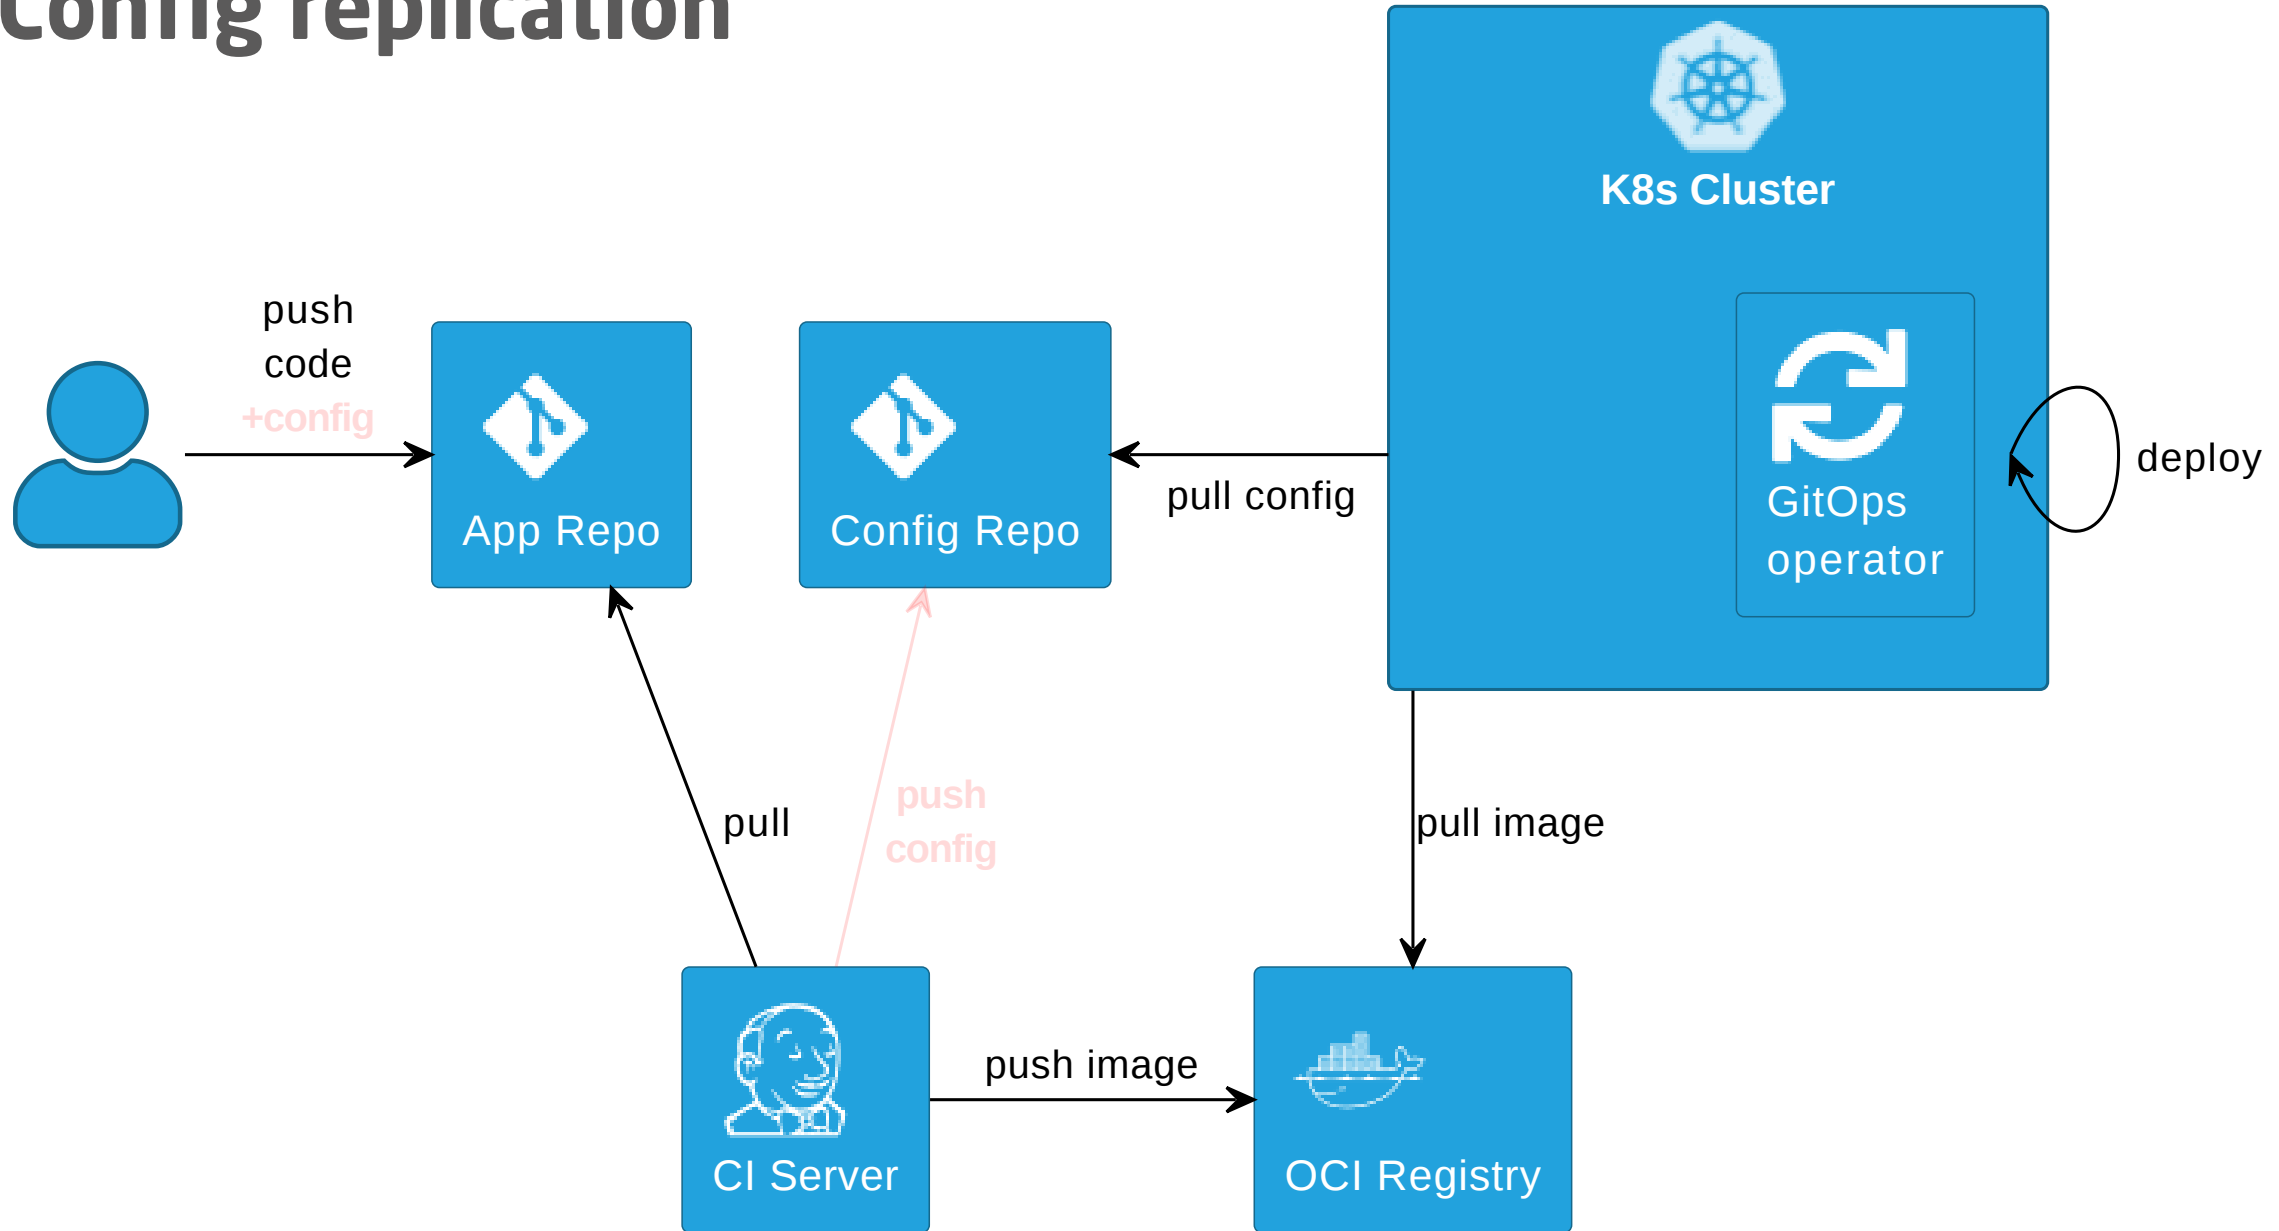 Config replication
K8s Cluster
push
code
+config
App Repo
Config Repo
pull config
GitOps
operator
deploy
pull
push
config
pull image
push image
CI Server
OCI Registry